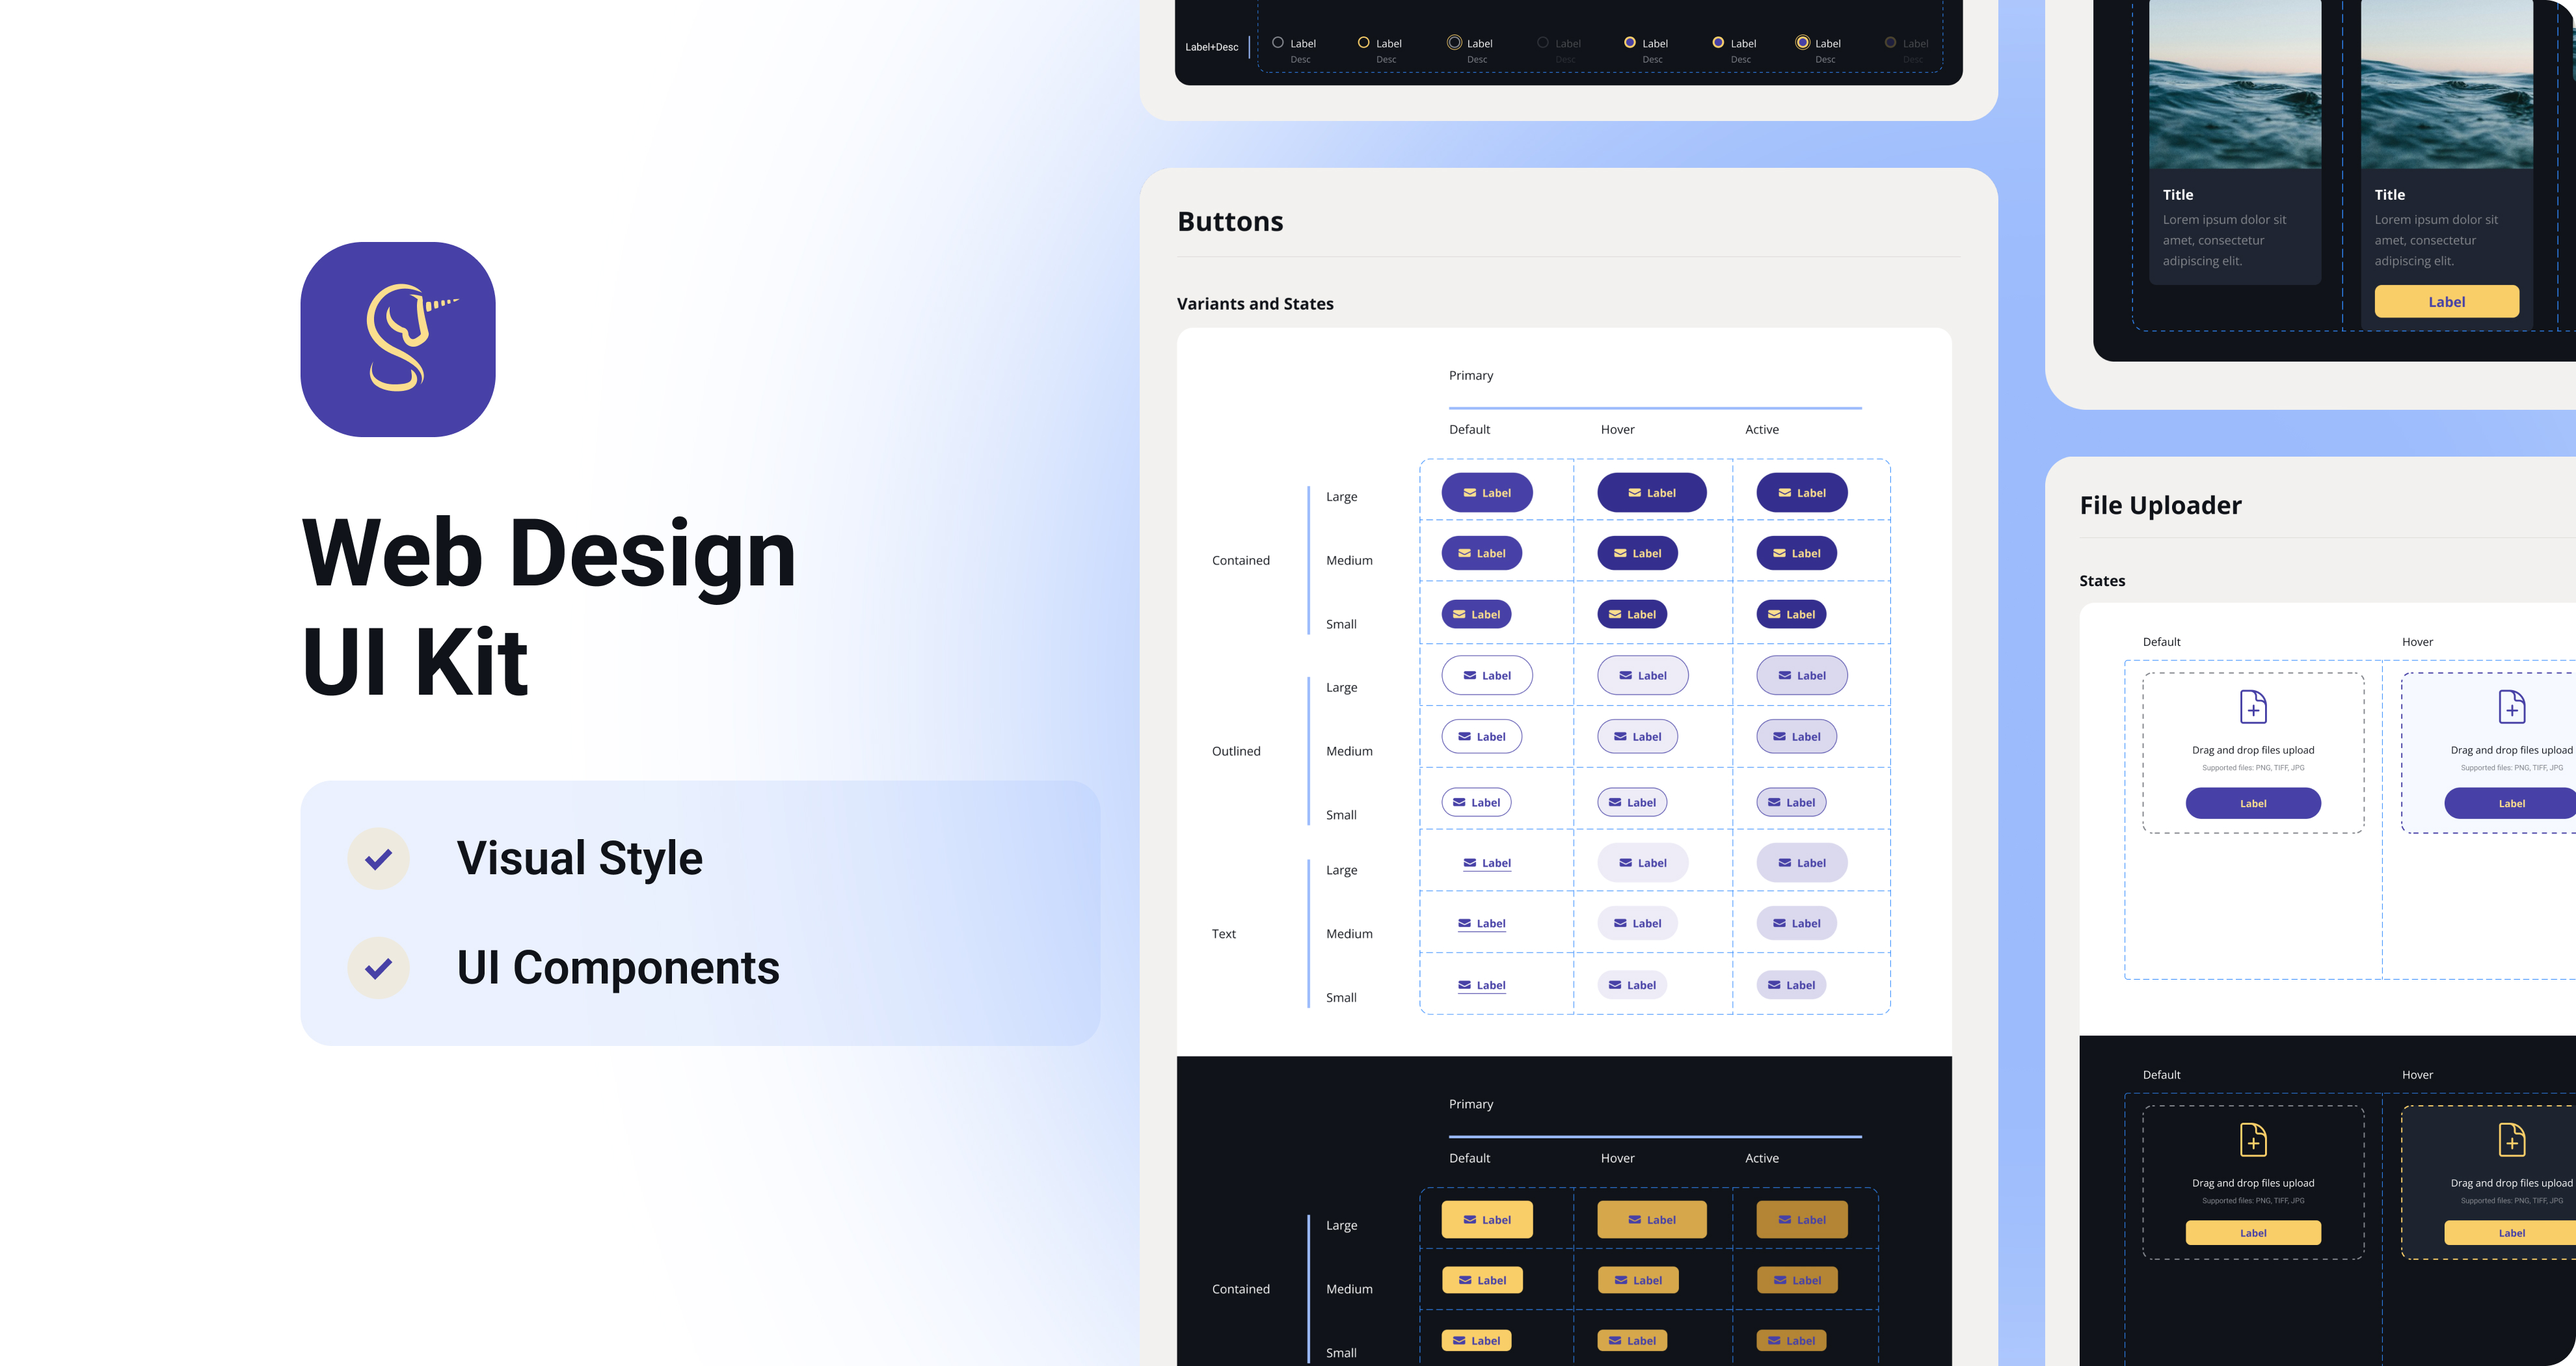 Web Design
UI Kit
Visual Style
UI Components
Label+Desc
Label Label Label Label Label Label Label Label
Desc Desc Desc Desc Desc Desc Desc Desc
Buttons
Variants and States
Primary
Default Hover Active
Contained
Large Label Label Label
Medium Label Label Label
Small Label Label Label
Outlined
Large Label Label Label
Medium Label Label Label
Small Label Label Label
Text
Large Label Label Label
Medium Label Label Label
Small Label Label Label
Primary
Default Hover Active
Contained
Large Label Label Label
Medium Label Label Label
Small Label Label Label
Title
Lorem ipsum dolor sit
amet, consectetur
adipiscing elit.
Title
Lorem ipsum dolor sit
amet, consectetur
adipiscing elit.
Label
File Uploader
States
Default Hover
Drag and drop files upload
Supported files: PNG, TIFF, JPG
Label
Drag and drop files upload
Supported files: PNG, TIFF, JPG
Label
Default Hover
Drag and drop files upload
Supported files: PNG, TIFF, JPG
Label
Drag and drop files upload
Supported files: PNG, TIFF, JPG
Label